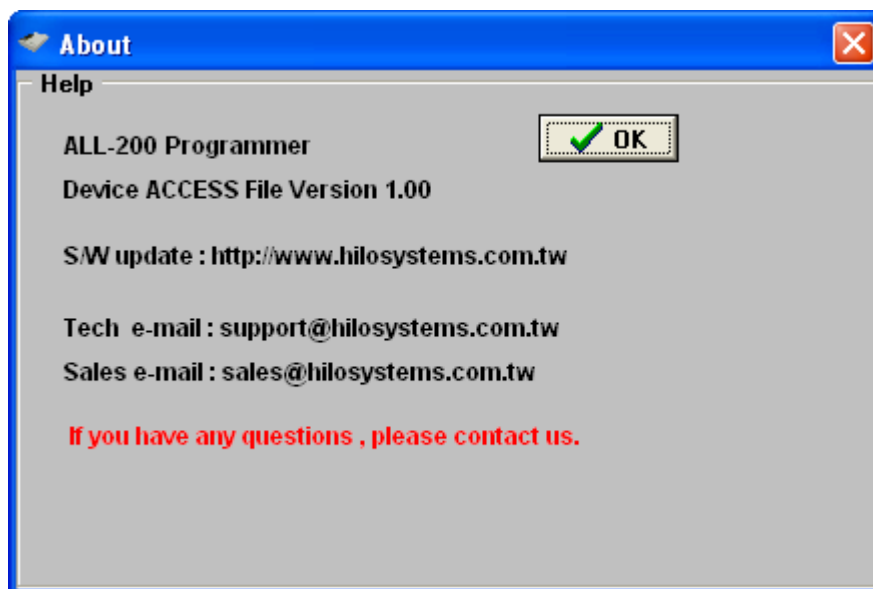 About
Help
ALL-200 Programmer
OK
Device ACCESS File Version 1.00
S/W update : http://www.hilosystems.com.tw
Tech e-mail : support@hilosystems.com.tw
Sales e-mail : sales@hilosystems.com.tw
If you have any questions , please contact us.